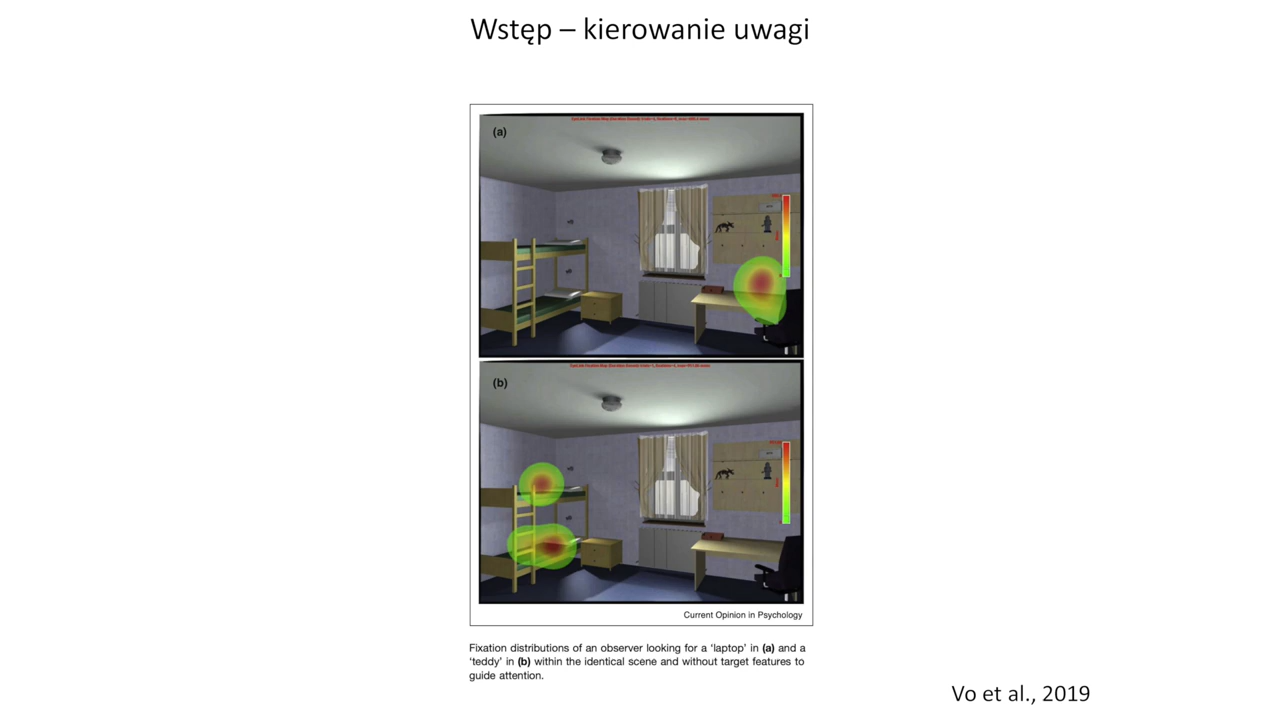 Wstęp – kierowanie uwagi
(a)
(b)
Current Opinion in Psychology
Fixation distributions of an observer looking for a ‘laptop’ in (a) and a
‘teddy’ in (b) within the identical scene and without target features to
guide attention.
Vo et al., 2019